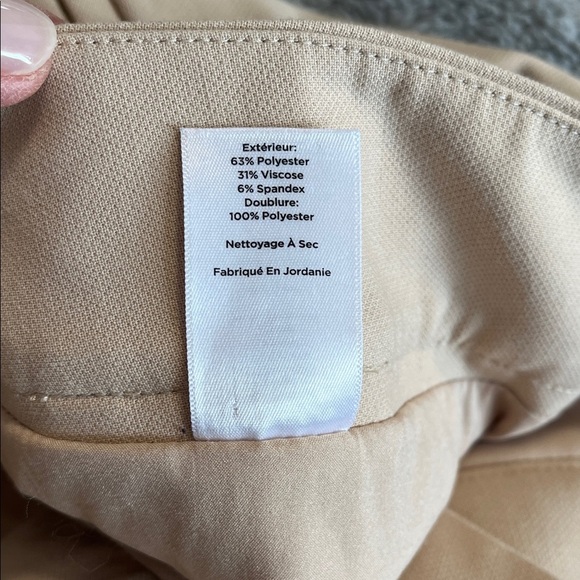 Extérieur:
63% Polyester
31% Viscose
6% Spandex
Doublure:
100% Polyester
Nettoyage À Sec
Fabriqué En Jordanie